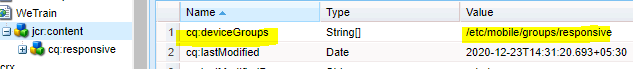 WeTrain
jcr:content
cq:responsive
Name Type Value
1 cq:deviceGroups String[] /etc/mobile/groups/responsive
2 cq:lastModified Date 2020-12-23T14:31:20.693+05:30